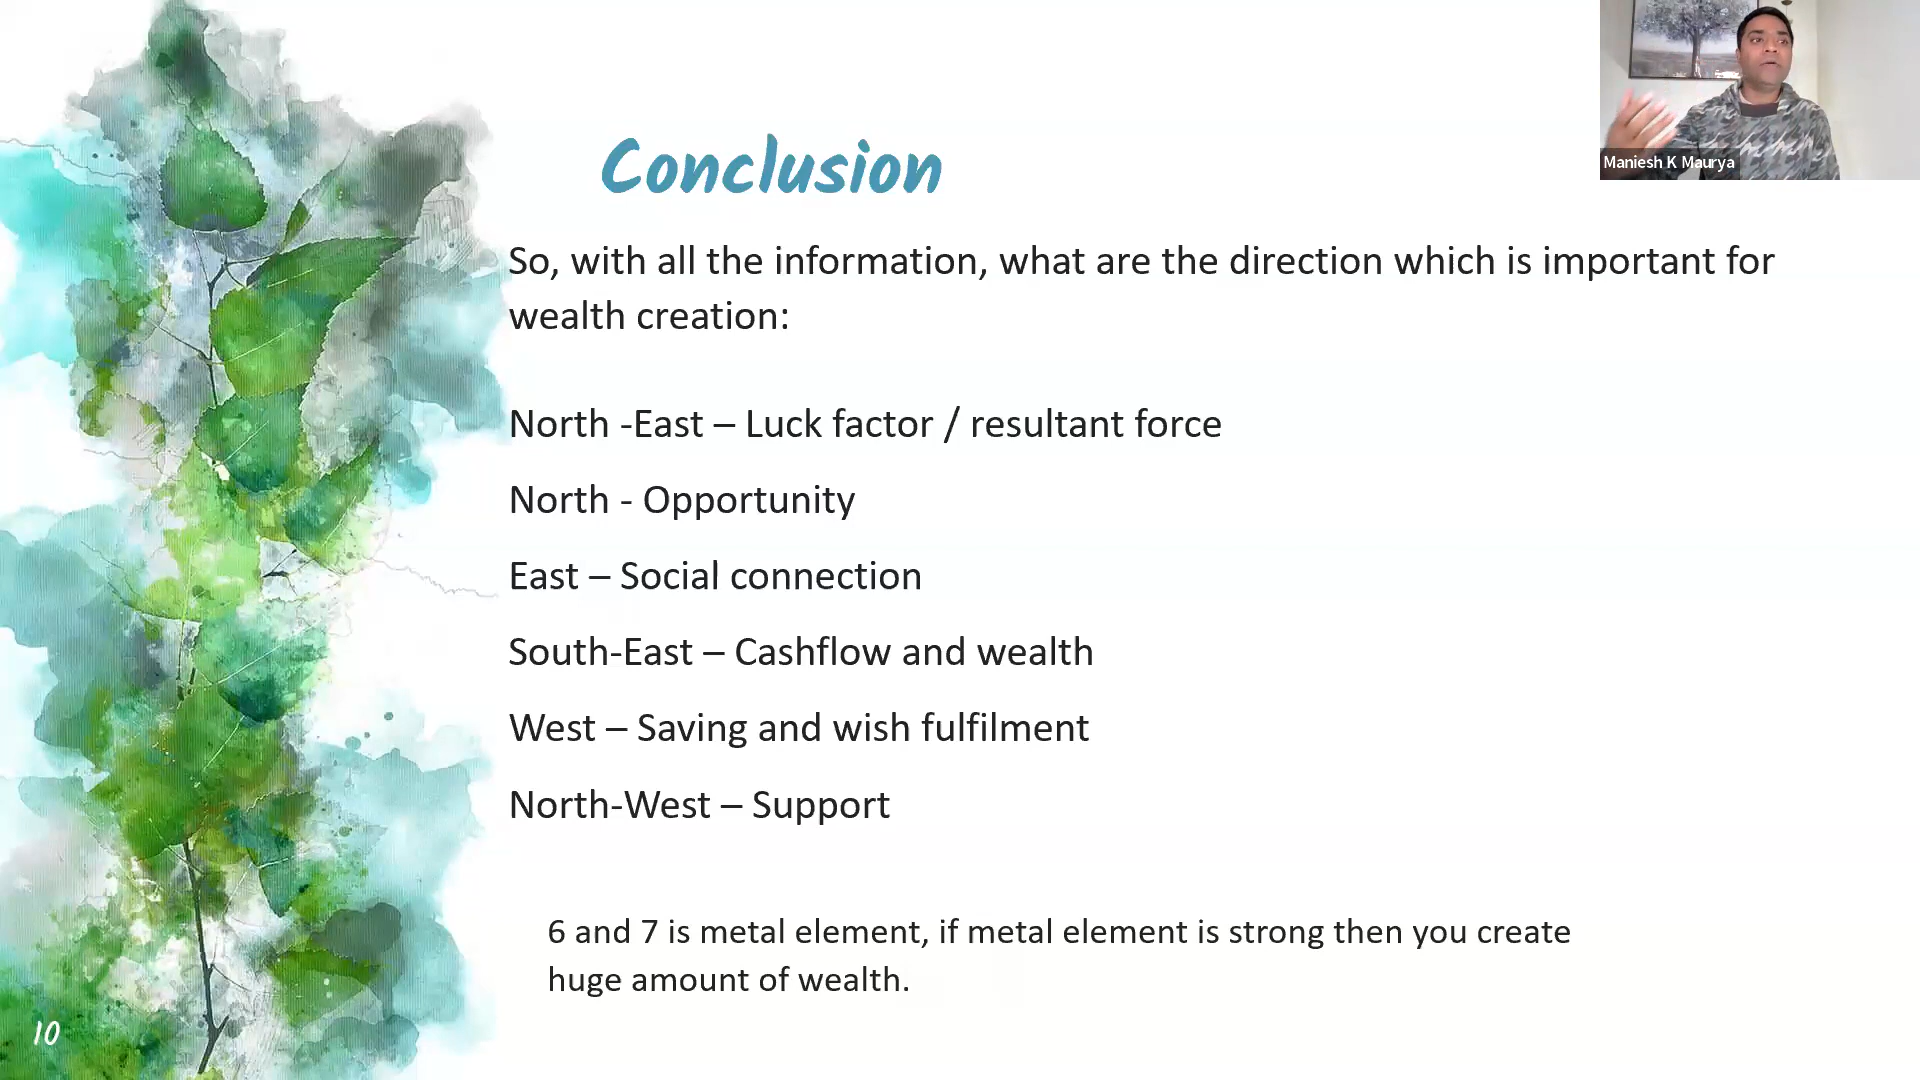 Maniesh K Maurya
Conclusion
So, with all the information, what are the direction which is important for
wealth creation:
North -East – Luck factor / resultant force
North - Opportunity
East – Social connection
South-East – Cashflow and wealth
West – Saving and wish fulfilment
North-West – Support
6 and 7 is metal element, if metal element is strong then you create
huge amount of wealth.
10